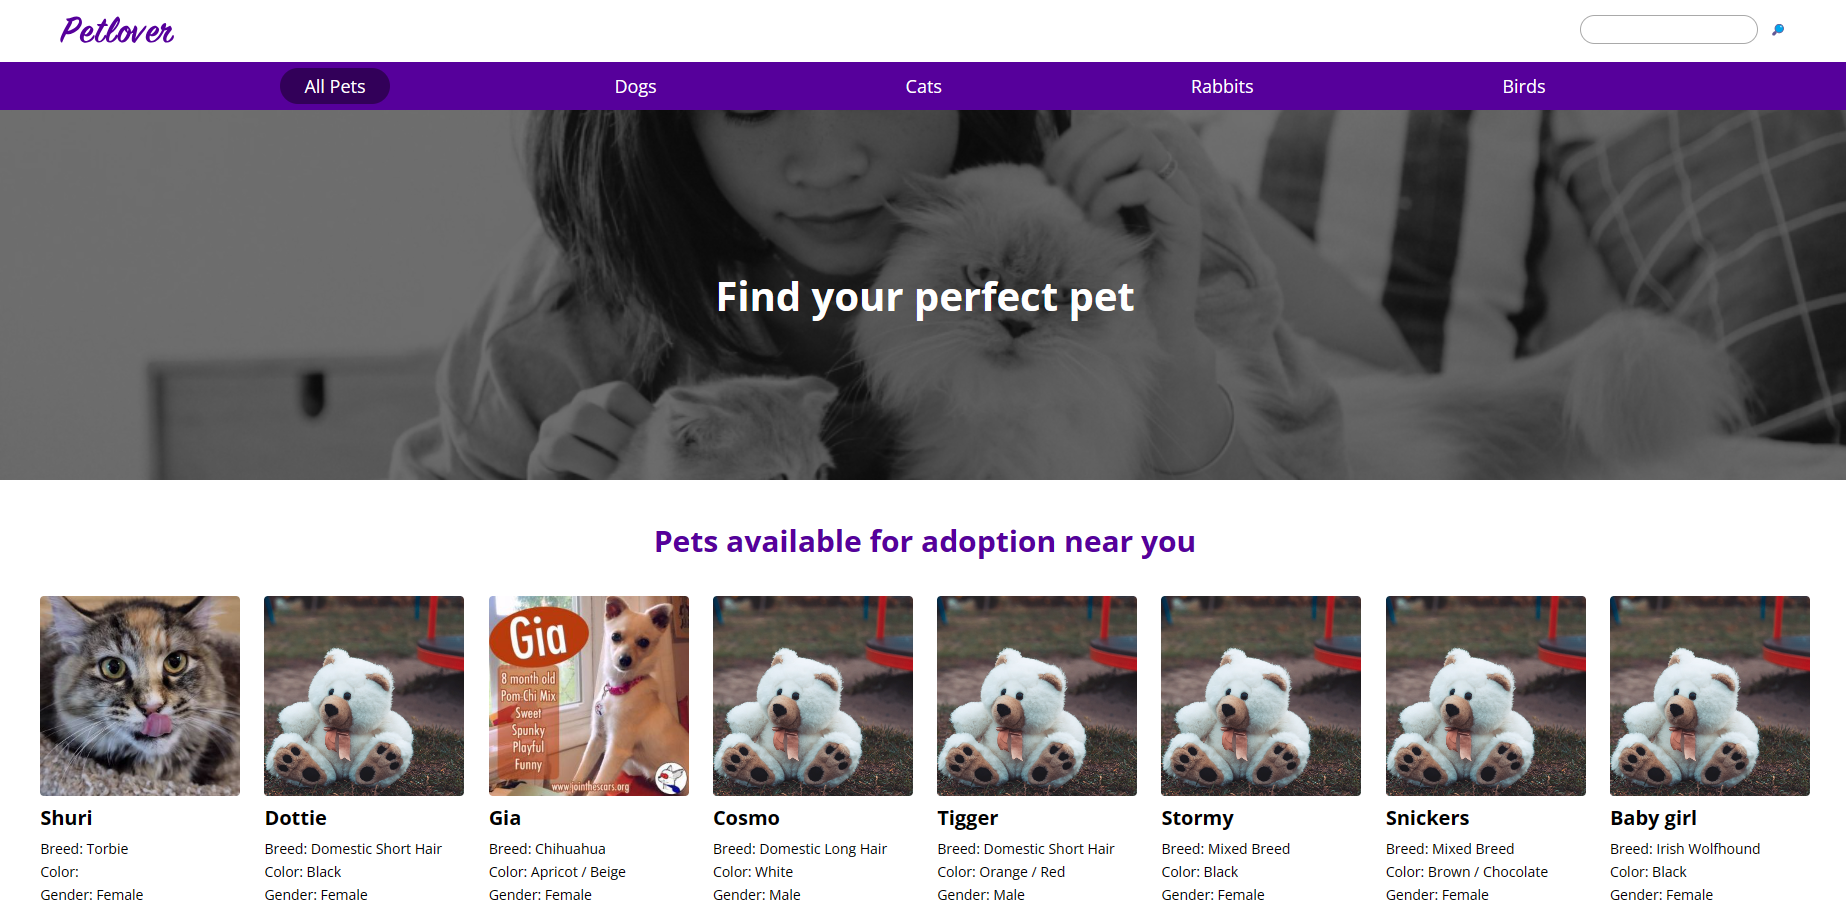 Petlover
All Pets Dogs Cats Rabbits Birds
Find your perfect pet
Pets available for adoption near you
Gia
8 month old
Pom-Chi Mix
Sweet
Spunky
Playful
Funny
www.jointhescars.org
Shuri
Breed: Torbie
Color:
Gender: Female
Dottie
Breed: Domestic Short Hair
Color: Black
Gender: Female
Gia
Breed: Chihuahua
Color: Apricot / Beige
Gender: Female
Cosmo
Breed: Domestic Long Hair
Color: White
Gender: Male
Tigger
Breed: Domestic Short Hair
Color: Orange / Red
Gender: Male
Stormy
Breed: Mixed Breed
Color: Black
Gender: Female
Snickers
Breed: Mixed Breed
Color: Brown / Chocolate
Gender: Female
Baby girl
Breed: Irish Wolfhound
Color: Black
Gender: Female